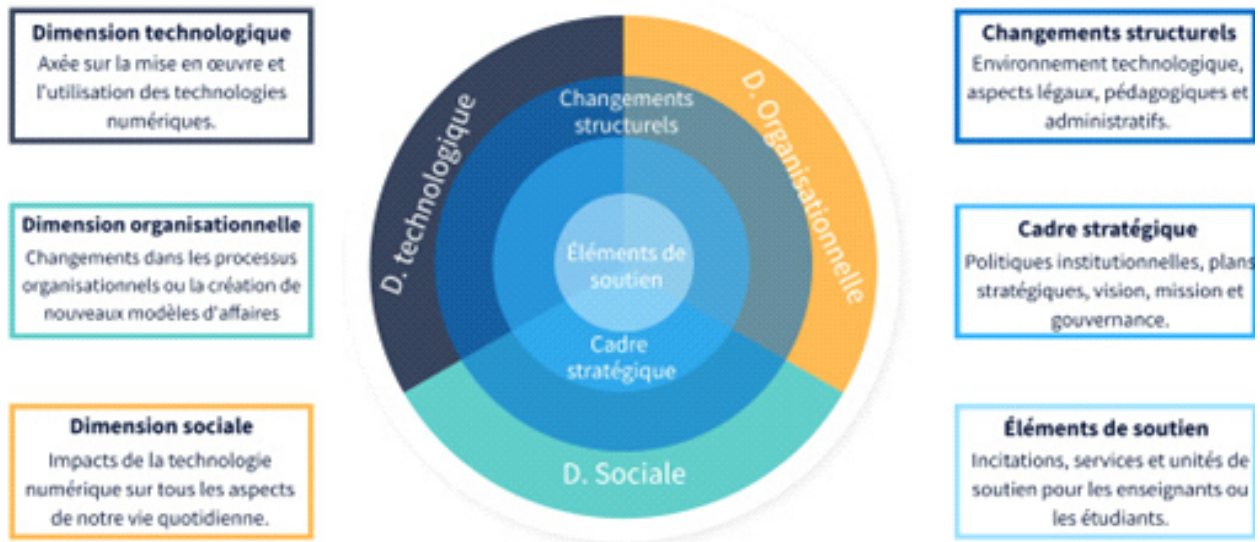 Dimension technologique
Axée sur la mise en œuvre et
l'utilisation des technologies
numériques.
Dimension organisationnelle
Changements dans les processus
organisationnels ou la création de
nouveaux modèles d'affaires
Dimension sociale
Impacts de la technologie
numérique sur tous les aspects
de notre vie quotidienne.
D. technologique
D. Organisationnelle
Changements
structurels
Éléments de
soutien
Cadre
stratégique
D. Sociale
Changements structurels
Environnement technologique,
aspects légaux, pédagogiques et
administratifs.
Cadre stratégique
Politiques institutionnelles, plans
stratégiques, vision, mission et
gouvernance.
Éléments de soutien
Incitations, services et unités de
soutien pour les enseignants ou
les étudiants.